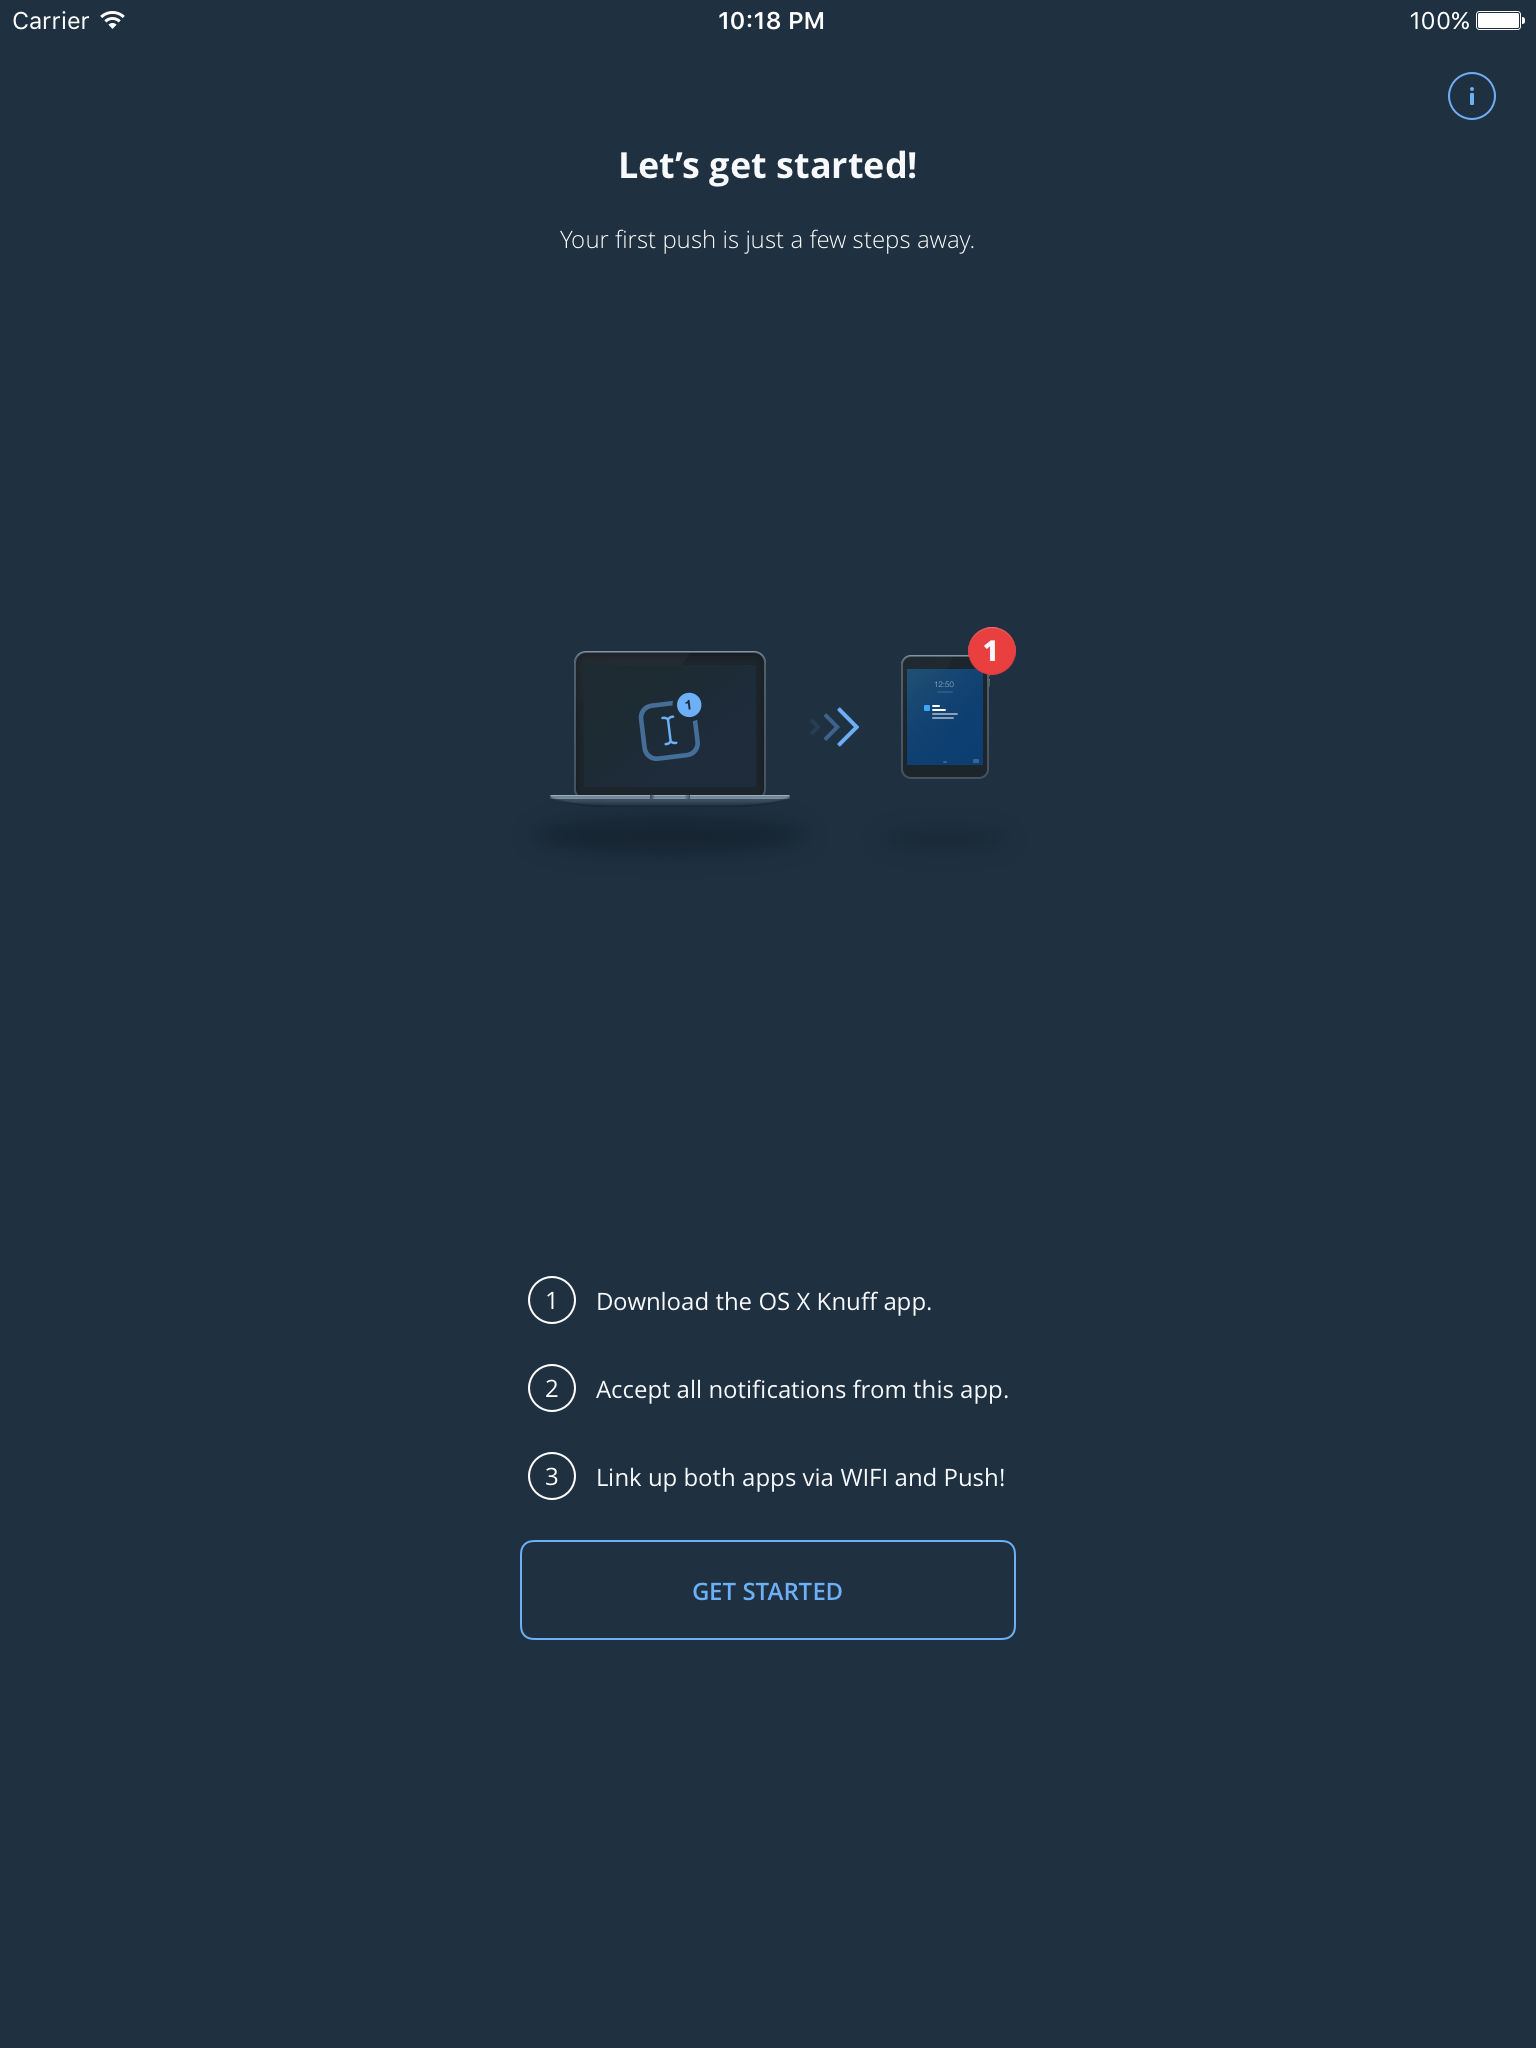 Carrier 10:18 PM 100%
Let’s get started!
Your first push is just a few steps away.
1
1
12:50
1 Download the OS X Knuff app.
2 Accept all notifications from this app.
3 Link up both apps via WIFI and Push!
GET STARTED